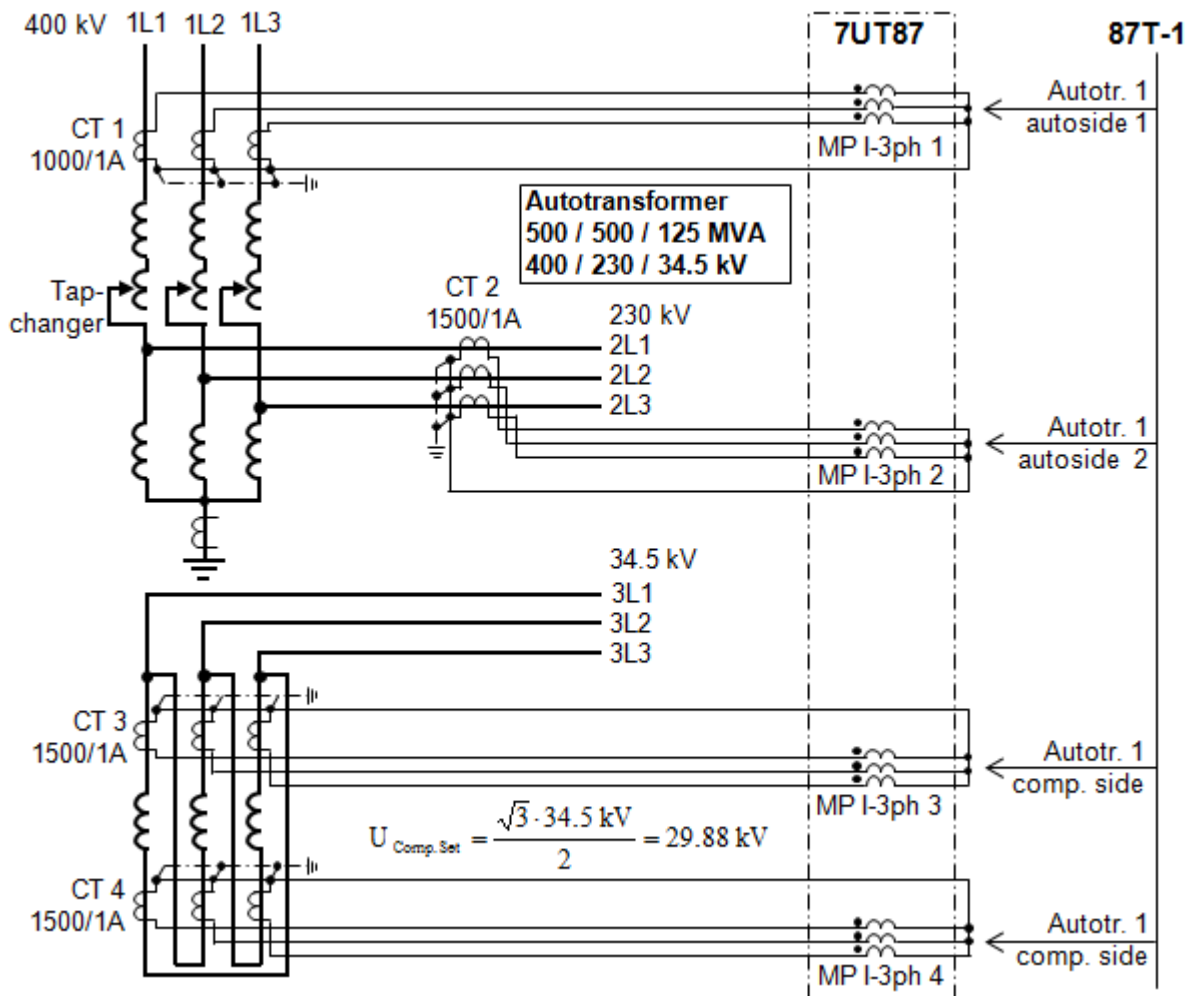 400 kV 1L1 1L2 1L3
7UT87
87T-1
CT 1
1000/1A
MP I-3ph 1
Autotr. 1
autoside 1
Autotransformer
500 / 500 / 125 MVA
400 / 230 / 34.5 kV
Tap-
changer
CT 2
1500/1A
230 kV
2L1
2L2
2L3
MP I-3ph 2
Autotr. 1
autoside 2
34.5 kV
3L1
3L2
3L3
CT 3
1500/1A
MP I-3ph 3
Autotr. 1
comp. side
U Comp. Set = √3 · 34.5 kV / 2 = 29.88 kV
CT 4
1500/1A
MP I-3ph 4
Autotr. 1
comp. side